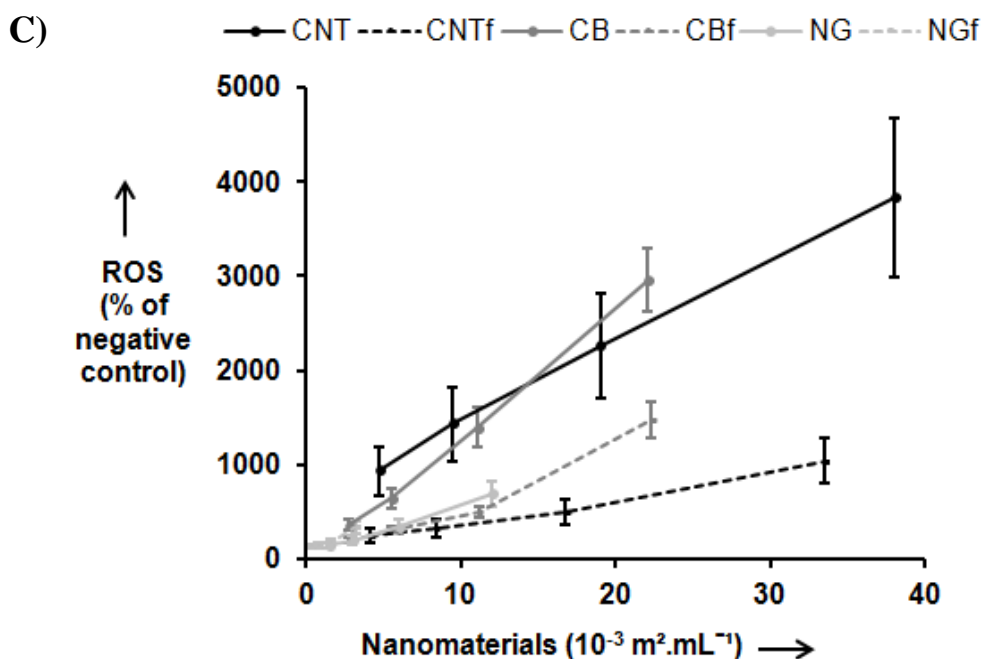 C)
CNT CNTf CB CBf NG NGf
5000
4000
3000
2000
1000
0
ROS
(% of
negative
control)
0 10 20 30 40
Nanomaterials (10⁻³ m².mL⁻¹)